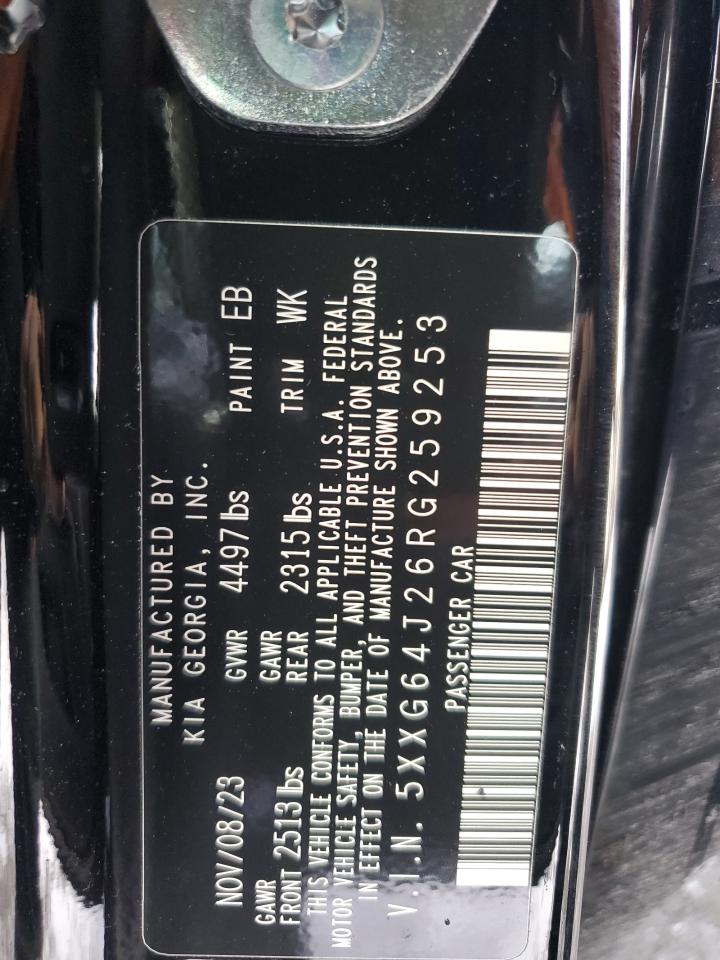 MANUFACTURED BY
KIA GEORGIA, INC.
NOV/08/23 GVWR 4497 lbs PAINT EB
GAWR GAWR
FRONT 2513 lbs REAR 2315 lbs TRIM WK
THIS VEHICLE CONFORMS TO ALL APPLICABLE U.S.A. FEDERAL
MOTOR VEHICLE SAFETY, BUMPER, AND THEFT PREVENTION STANDARDS
IN EFFECT ON THE DATE OF MANUFACTURE SHOWN ABOVE.
V.I.N. 5XXG64J26RG259253
PASSENGER CAR